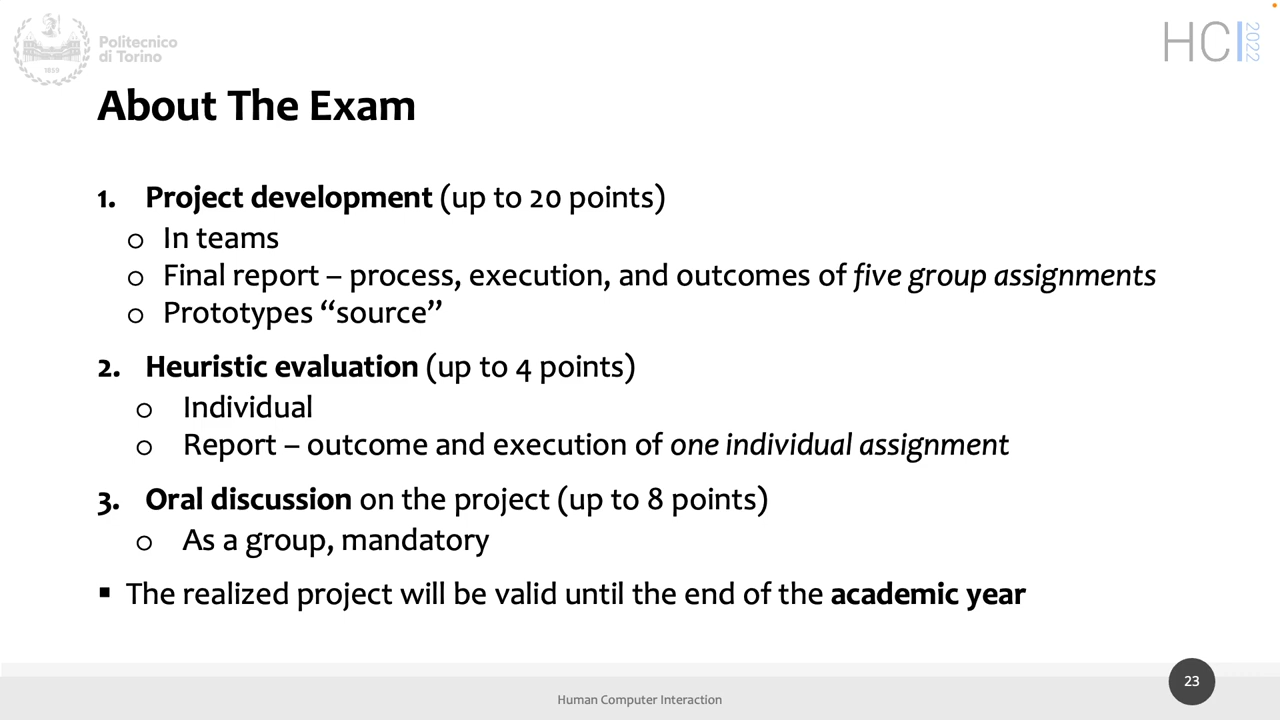 Politecnico
di Torino
1859
HCI 2022
About The Exam
1. Project development (up to 20 points)
o In teams
o Final report – process, execution, and outcomes of five group assignments
o Prototypes “source”
2. Heuristic evaluation (up to 4 points)
o Individual
o Report – outcome and execution of one individual assignment
3. Oral discussion on the project (up to 8 points)
o As a group, mandatory
▪ The realized project will be valid until the end of the academic year
Human Computer Interaction
23